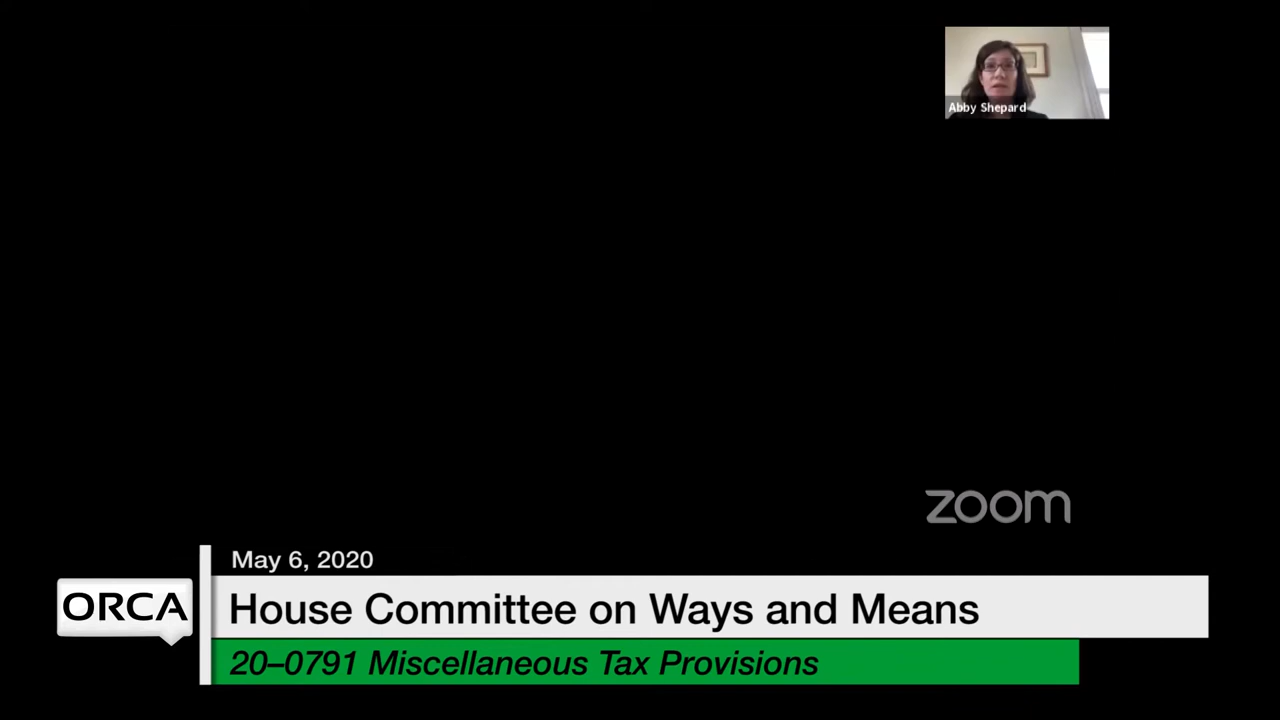 Abby Shepard
zoom
May 6, 2020
ORCA
House Committee on Ways and Means
20–0791 Miscellaneous Tax Provisions